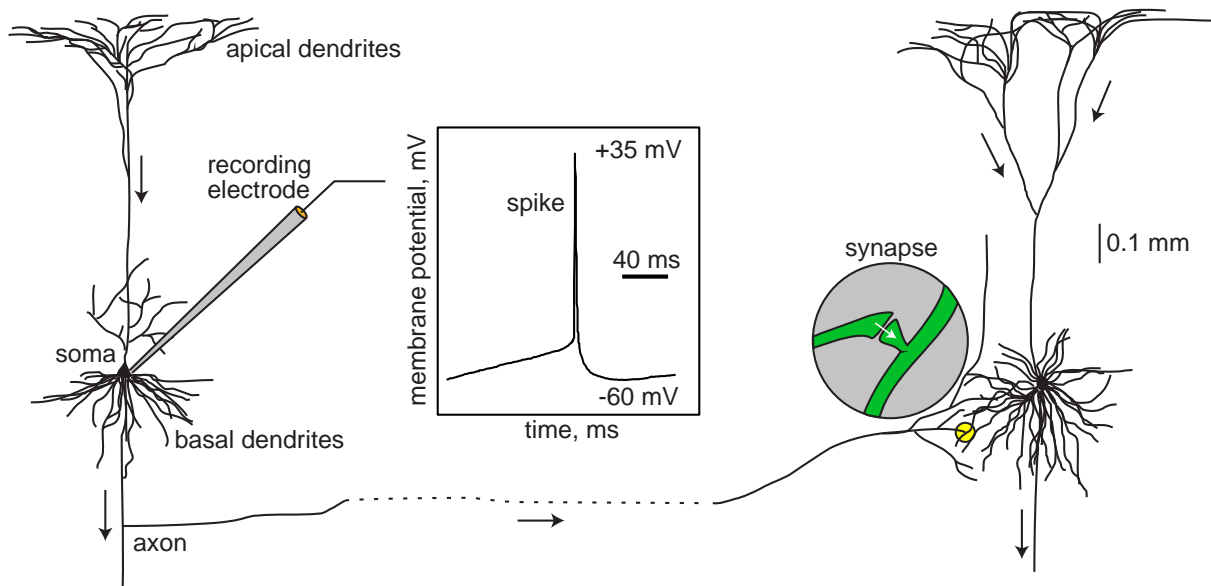 apical dendrites
recording
electrode
soma
basal dendrites
axon
membrane potential, mV
+35 mV
spike
40 ms
-60 mV
time, ms
synapse
0.1 mm